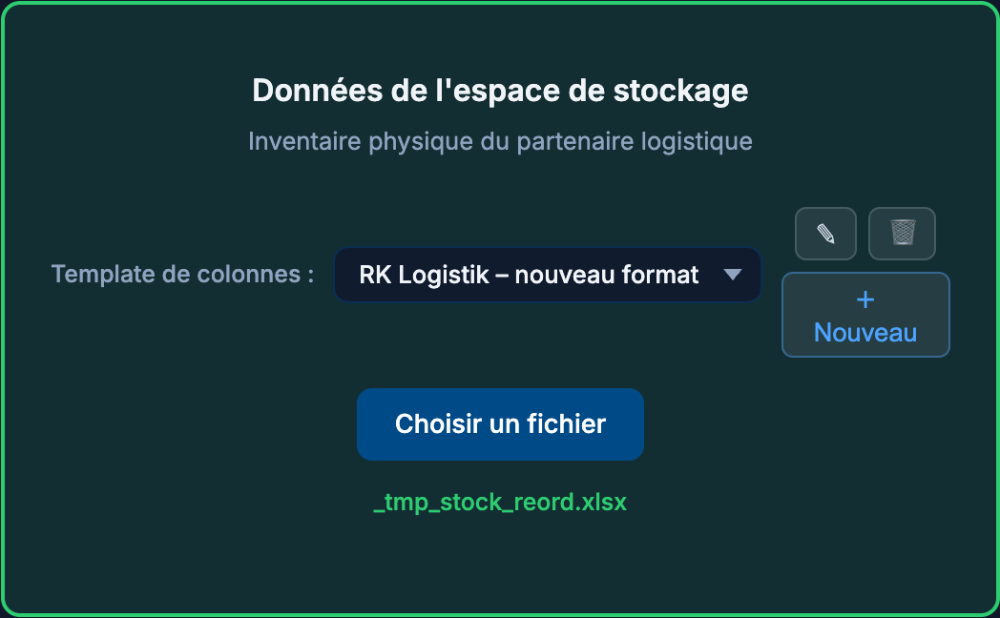 Données de l'espace de stockage
Inventaire physique du partenaire logistique
Template de colonnes :
RK Logistik – nouveau format
+
Nouveau
Choisir un fichier
_tmp_stock_reord.xlsx